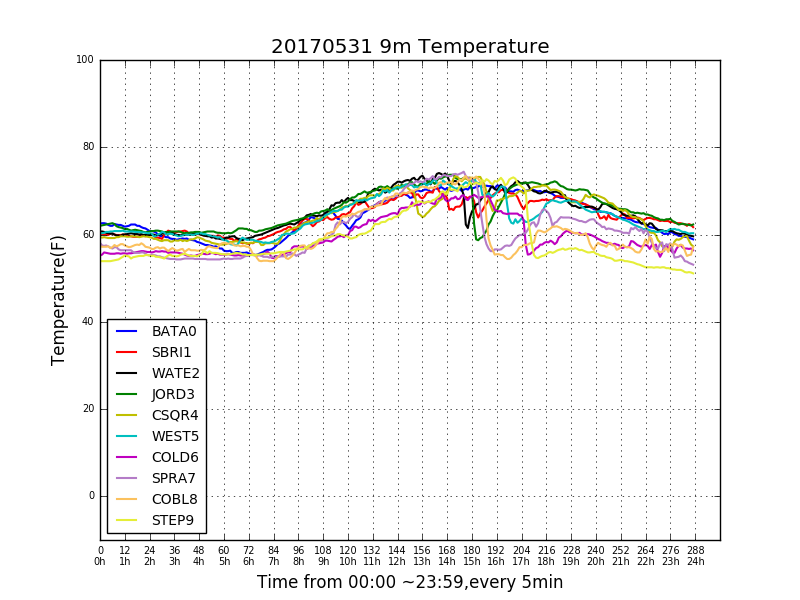 20170531 9m Temperature
Temperature(F)
100
80
60
40
20
0
BATA0
SBRI1
WATE2
JORD3
CSQR4
WEST5
COLD6
SPRA7
COBL8
STEP9
0 12 24 36 48 60 72 84 96 108 120 132 144 156 168 180 192 204 216 228 240 252 264 276 288
0h 1h 2h 3h 4h 5h 6h 7h 8h 9h 10h 11h 12h 13h 14h 15h 16h 17h 18h 19h 20h 21h 22h 23h 24h
Time from 00:00 ~23:59,every 5min